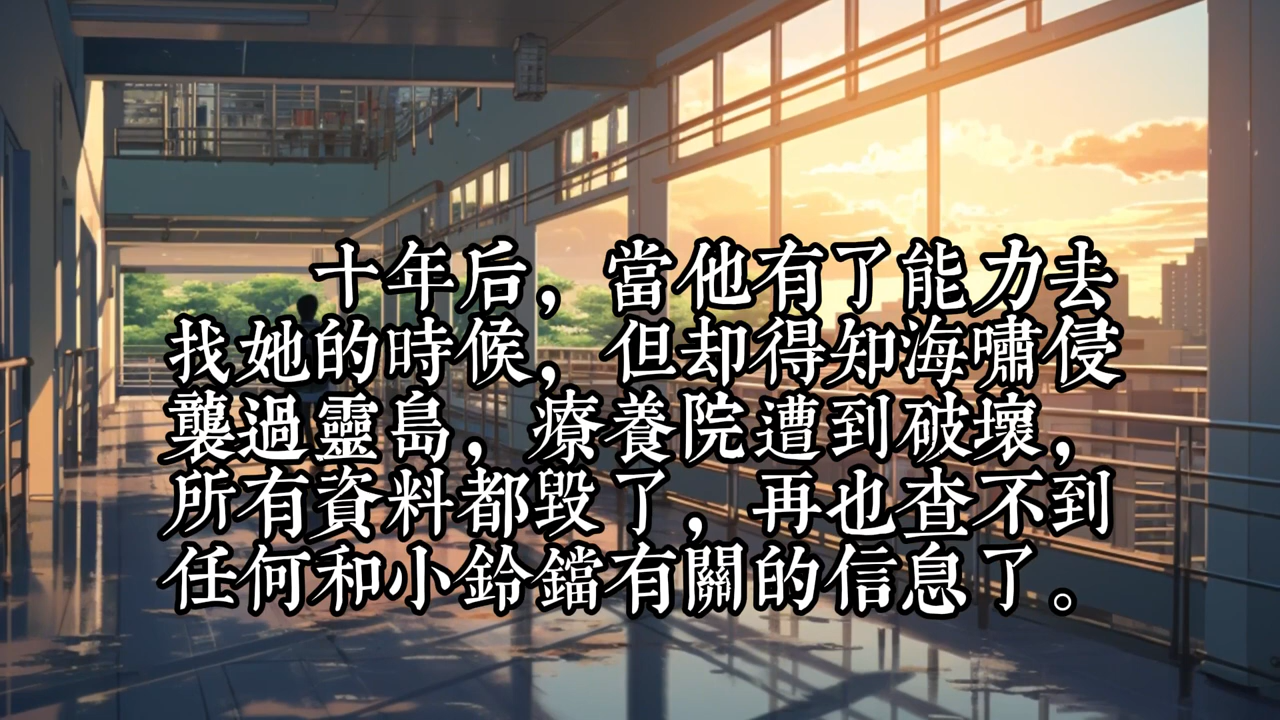 十年后，當他有了能力去
找她的時候，但却得知海嘯侵
襲過靈島，療養院遭到破壞，
所有資料都毀了，再也查不到
任何和小鈴鐺有關的信息了。